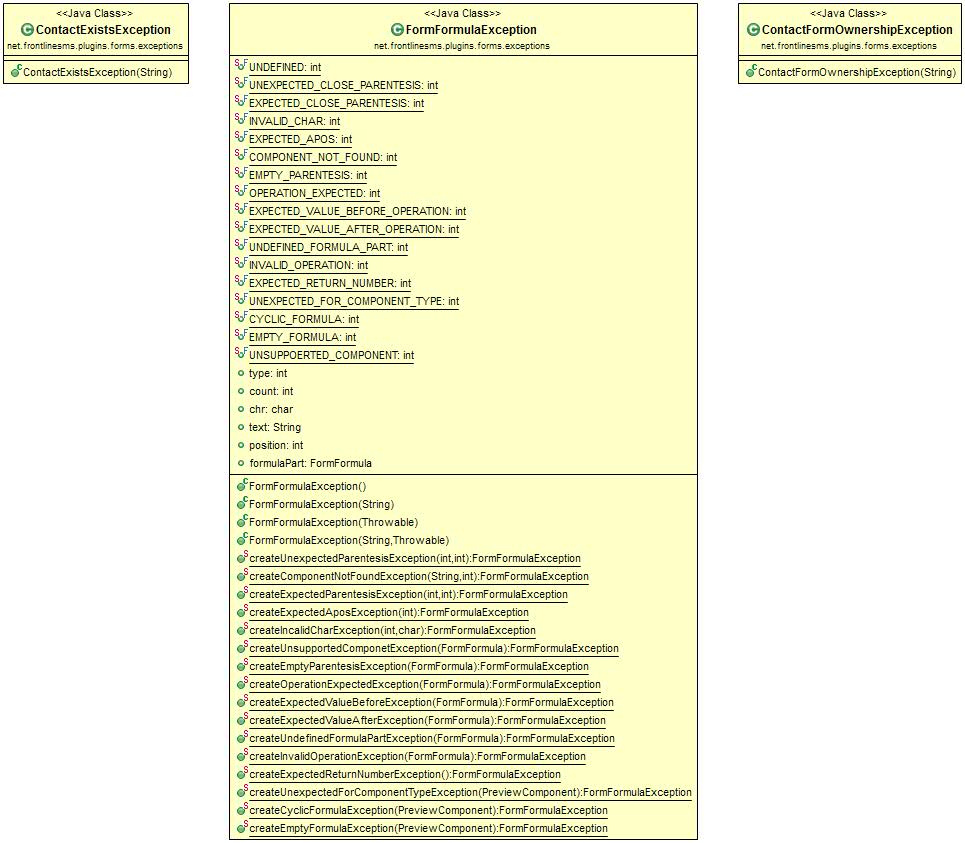 <<Java Class>>
ContactExistsException
net.frontlinesms.plugins.forms.exceptions
ContactExistsException(String)
<<Java Class>>
FormFormulaException
net.frontlinesms.plugins.forms.exceptions
UNDEFINED: int
UNEXPECTED_CLOSE_PARENTESIS: int
EXPECTED_CLOSE_PARENTESIS: int
INVALID_CHAR: int
EXPECTED_APOS: int
COMPONENT_NOT_FOUND: int
EMPTY_PARENTESIS: int
OPERATION_EXPECTED: int
EXPECTED_VALUE_BEFORE_OPERATION: int
EXPECTED_VALUE_AFTER_OPERATION: int
UNDEFINED_FORMULA_PART: int
INVALID_OPERATION: int
EXPECTED_RETURN_NUMBER: int
UNEXPECTED_FOR_COMPONENT_TYPE: int
CYCLIC_FORMULA: int
EMPTY_FORMULA: int
UNSUPPOERTED_COMPONENT: int
type: int
count: int
chr: char
text: String
position: int
formulaPart: FormFormula
FormFormulaException()
FormFormulaException(String)
FormFormulaException(Throwable)
FormFormulaException(String,Throwable)
createUnexpectedParentesisException(int,int):FormFormulaException
createComponentNotFoundException(String,int):FormFormulaException
createExpectedParentesisException(int,int):FormFormulaException
createExpectedAposException(int):FormFormulaException
createIncalidCharException(int,char):FormFormulaException
createUnsupportedComponetException(FormFormula):FormFormulaException
createEmptyParentesisException(FormFormula):FormFormulaException
createOperationExpectedException(FormFormula):FormFormulaException
createExpectedValueBeforeException(FormFormula):FormFormulaException
createExpectedValueAfterException(FormFormula):FormFormulaException
createUndefinedFormulaPartException(FormFormula):FormFormulaException
createInvalidOperationException(FormFormula):FormFormulaException
createExpectedReturnNumberException():FormFormulaException
createUnexpectedForComponentTypeException(PreviewComponent):FormFormulaException
createCyclicFormulaException(PreviewComponent):FormFormulaException
createEmptyFormulaException(PreviewComponent):FormFormulaException
<<Java Class>>
ContactFormOwnershipException
net.frontlinesms.plugins.forms.exceptions
ContactFormOwnershipException(String)